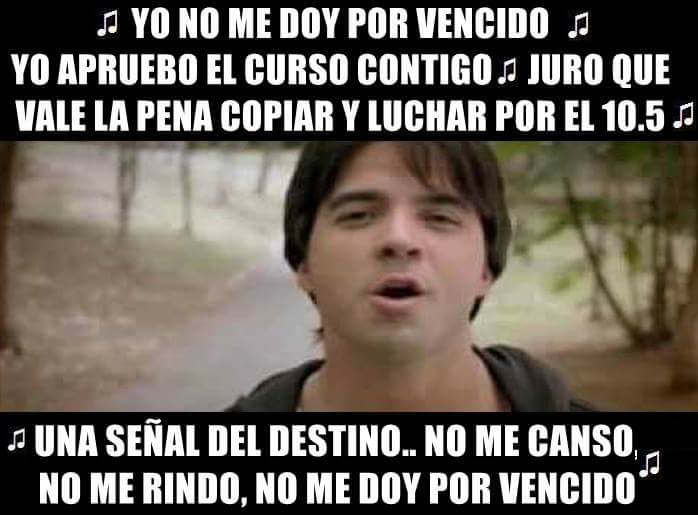 ♫ YO NO ME DOY POR VENCIDO ♫
YO APRUEBO EL CURSO CONTIGO♫ JURO QUE
VALE LA PENA COPIAR Y LUCHAR POR EL 10.5 ♫
♫ UNA SEÑAL DEL DESTINO.. NO ME CANSO,
NO ME RINDO, NO ME DOY POR VENCIDO ♫